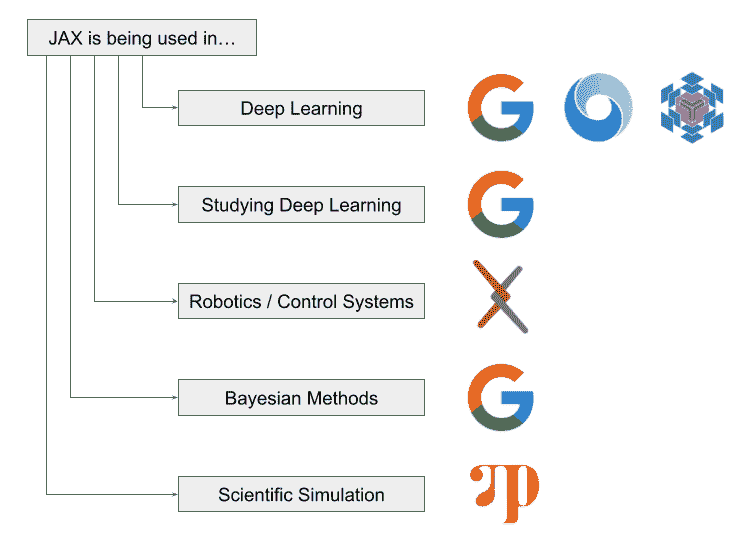 JAX is being used in…
Deep Learning
Studying Deep Learning
Robotics / Control Systems
Bayesian Methods
Scientific Simulation